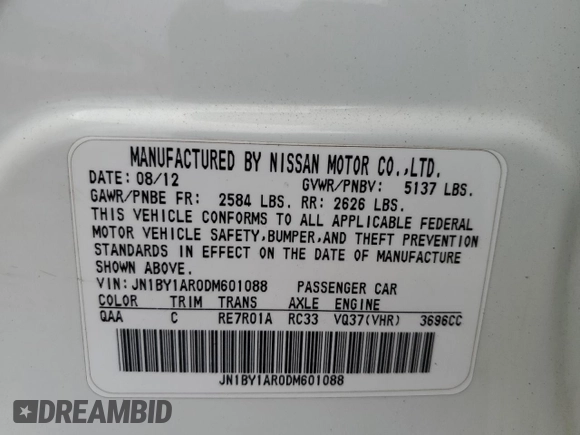 MANUFACTURED BY NISSAN MOTOR CO.,LTD.
DATE: 08/12 GVWR/PNBV: 5137 LBS.
GAWR/PNBE FR: 2584 LBS. RR: 2626 LBS.
THIS VEHICLE CONFORMS TO ALL APPLICABLE FEDERAL
MOTOR VEHICLE SAFETY,BUMPER,AND THEFT PREVENTION
STANDARDS IN EFFECT ON THE DATE OF MANUFACTURE
SHOWN ABOVE.
VIN: JN1BY1AR0DM601088 PASSENGER CAR
COLOR TRIM TRANS AXLE ENGINE
QAA C RE7R01A RC33 VQ37(VHR) 3696CC
JN1BY1AR0DM601088
DREAMBID